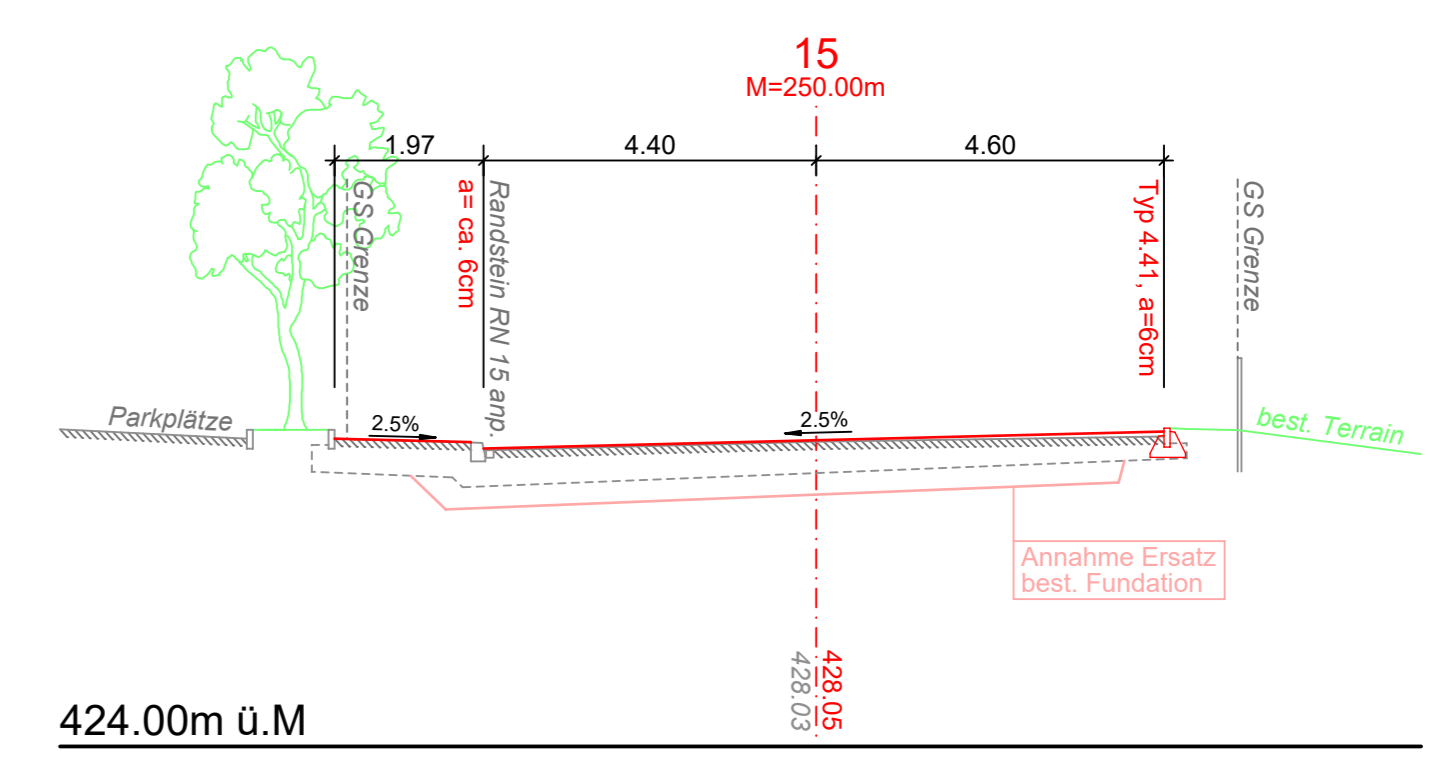 15
M=250.00m
1.97
4.40
4.60
GS Grenze
a= ca. 6cm
Randstein RN 15 anp.
Typ 4.41, a=6cm
GS Grenze
Parkplätze
2.5%
2.5%
best. Terrain
Annahme Ersatz
best. Fundation
428.03
428.05
424.00m ü.M